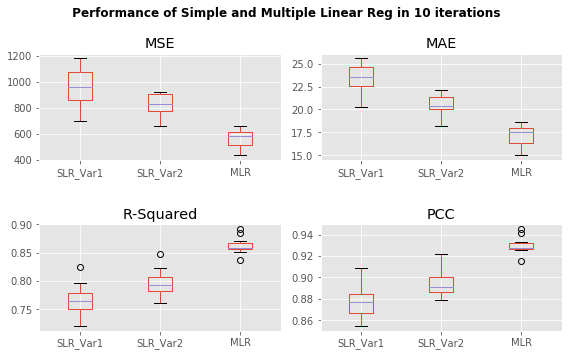 Performance of Simple and Multiple Linear Reg in 10 iterations
MSE
1200
1000
800
600
400
SLR_Var1 SLR_Var2 MLR
MAE
25.0
22.5
20.0
17.5
15.0
SLR_Var1 SLR_Var2 MLR
R-Squared
0.90
0.85
0.80
0.75
SLR_Var1 SLR_Var2 MLR
PCC
0.94
0.92
0.90
0.88
0.86
SLR_Var1 SLR_Var2 MLR